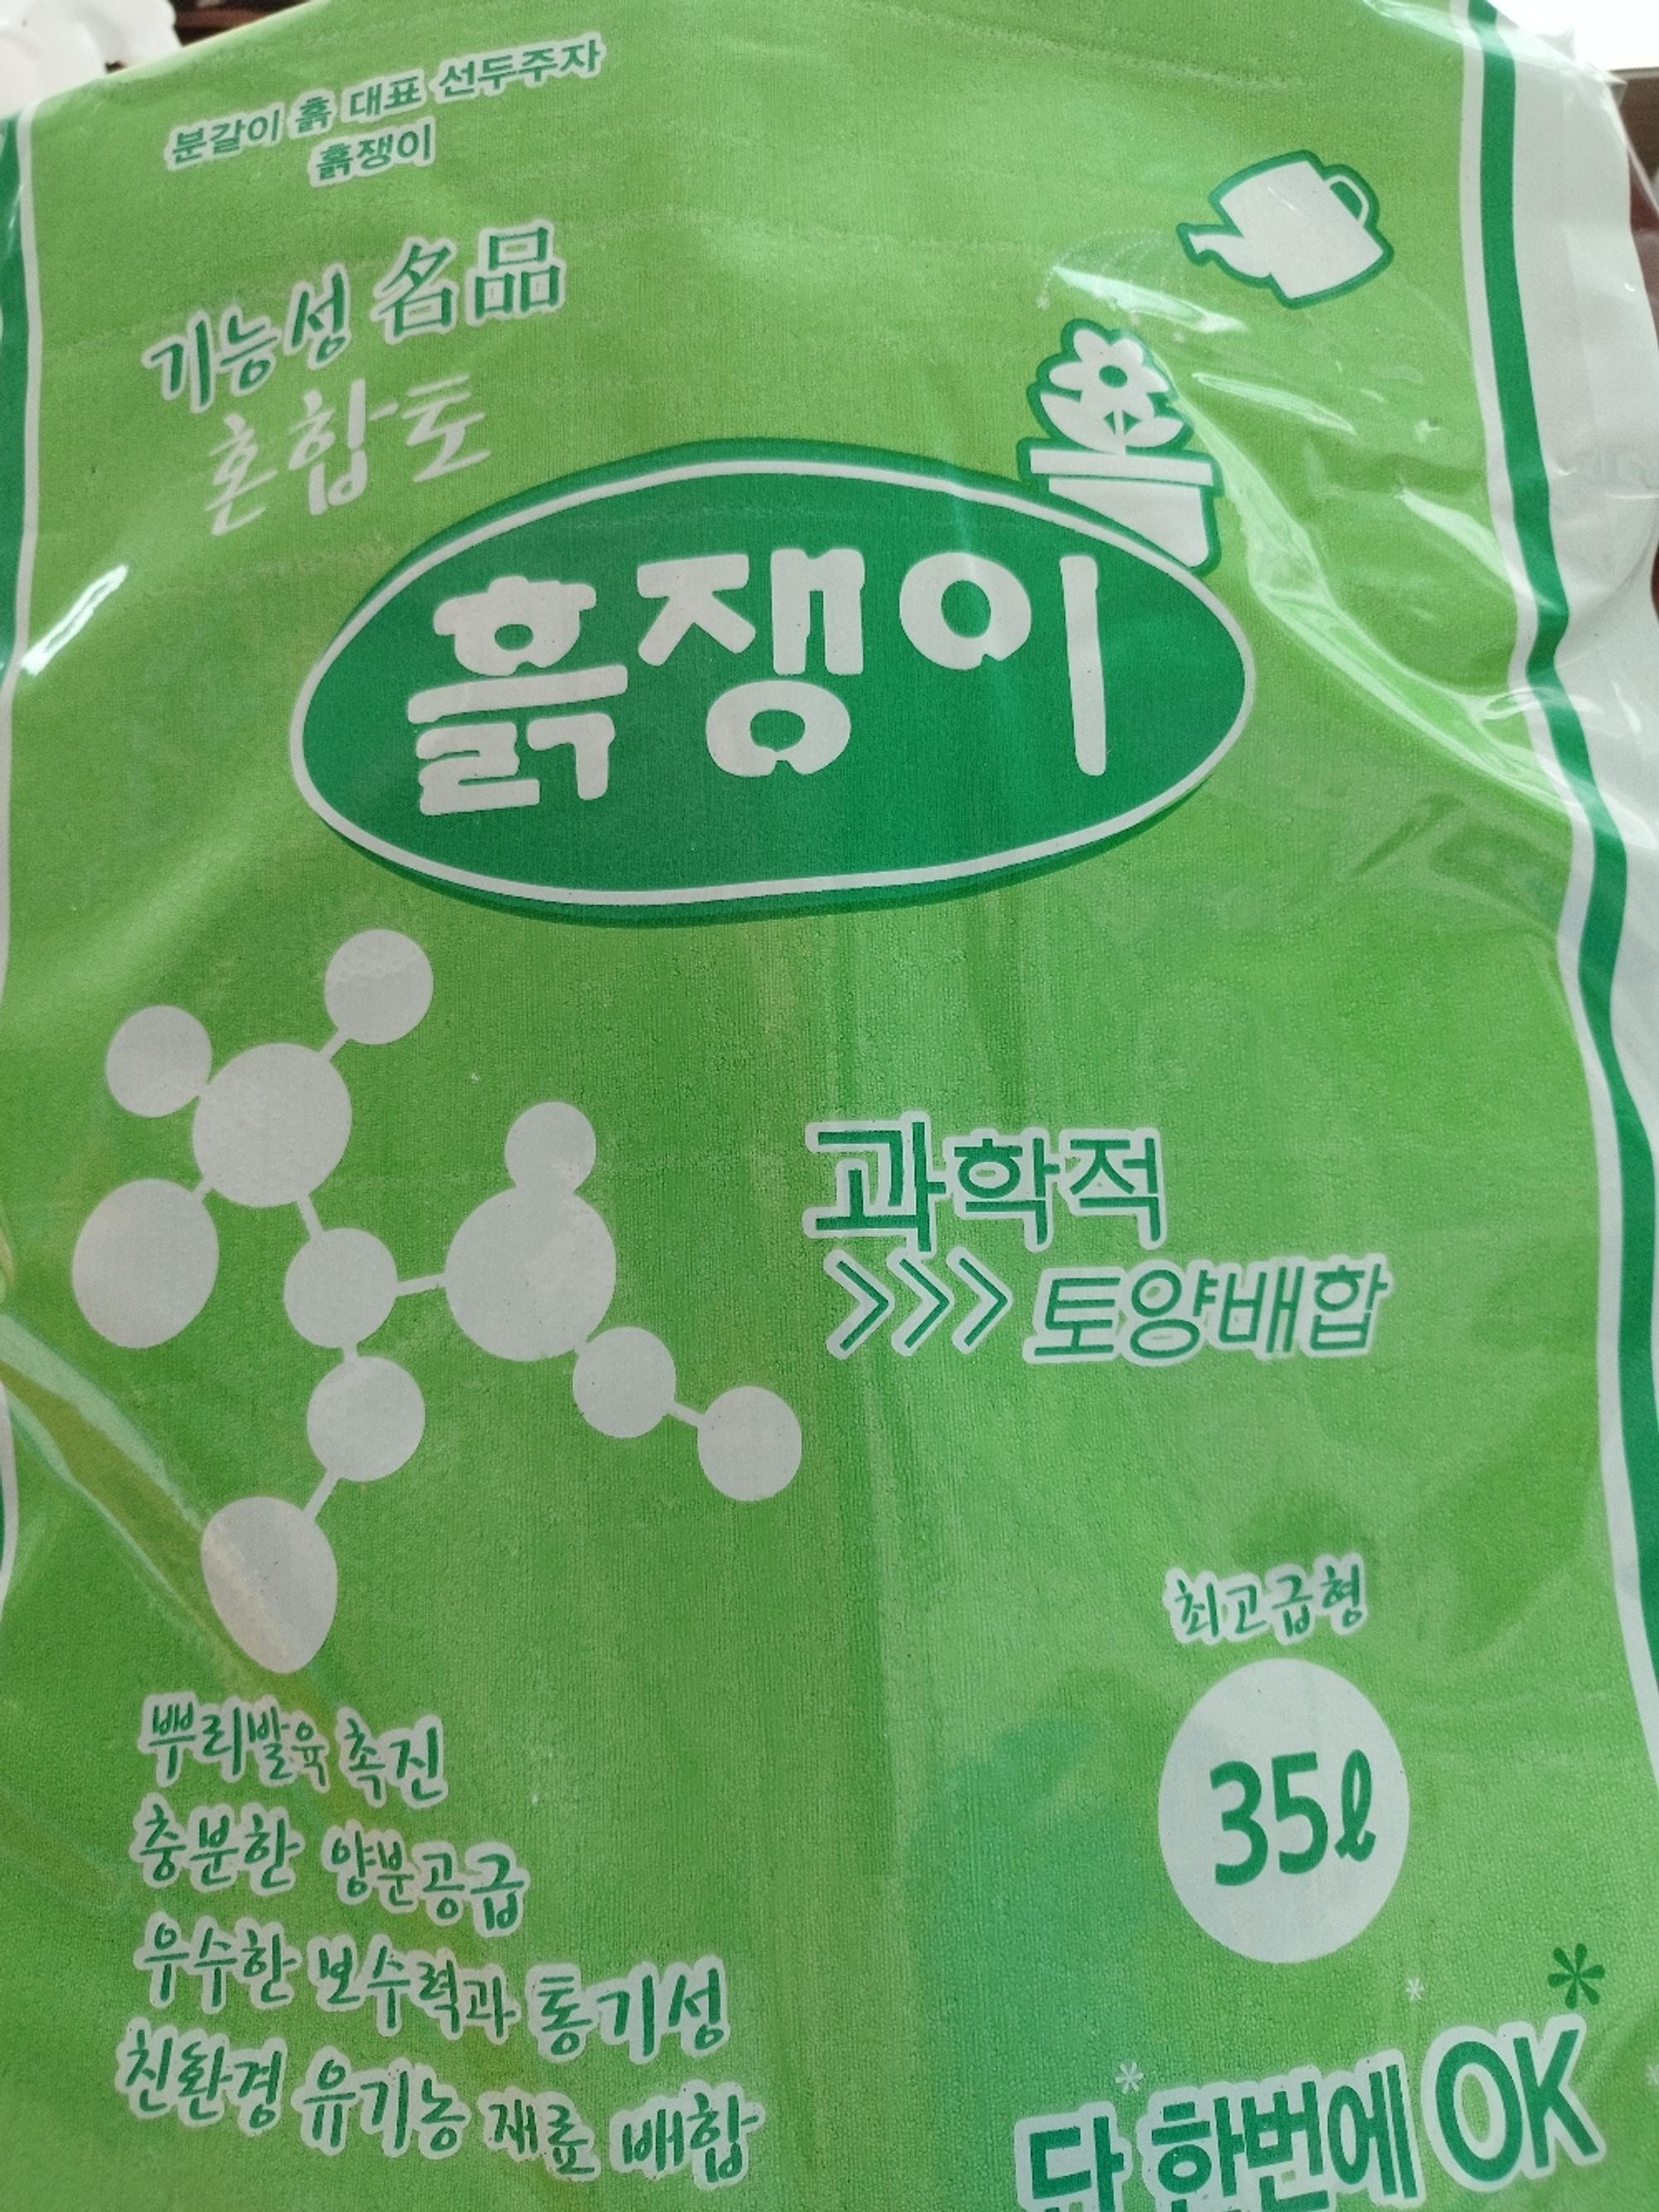 분갈이 흙 대표 선두주자
흙쟁이
기능성 名品
혼합토
흙쟁이
과학적
>>> 토양배합
최고급형
35ℓ
뿌리발육 촉진
충분한 양분공급
우수한 보수력과 통기성
친환경 유기농 재료 배합
단 한번에 OK